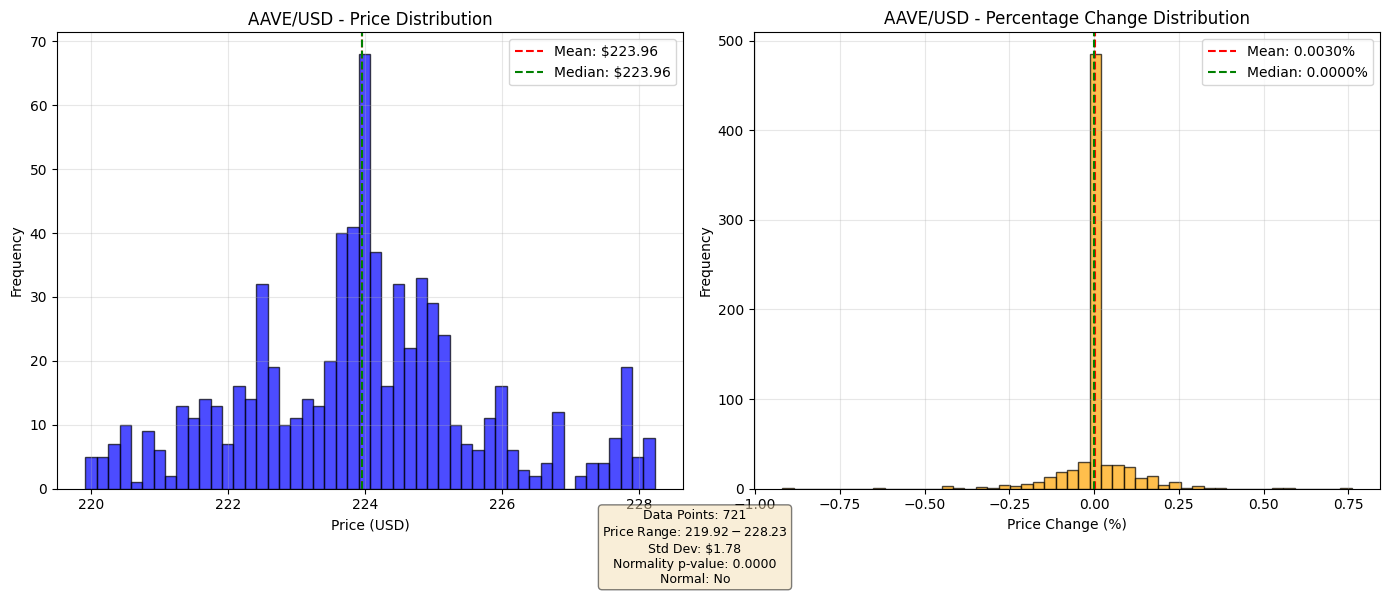 AAVE/USD - Price Distribution
Mean: $223.96
Median: $223.96
70
60
50
40
30
20
10
0
Frequency
220
222
224
226
228
Price (USD)
AAVE/USD - Percentage Change Distribution
Mean: 0.0030%
Median: 0.0000%
500
400
300
200
100
0
Frequency
−1.00
−0.75
−0.50
−0.25
0.00
0.25
0.50
0.75
Price Change (%)
Data Points: 721
Price Range: 219.92 − 228.23
Std Dev: $1.78
Normality p-value: 0.0000
Normal: No